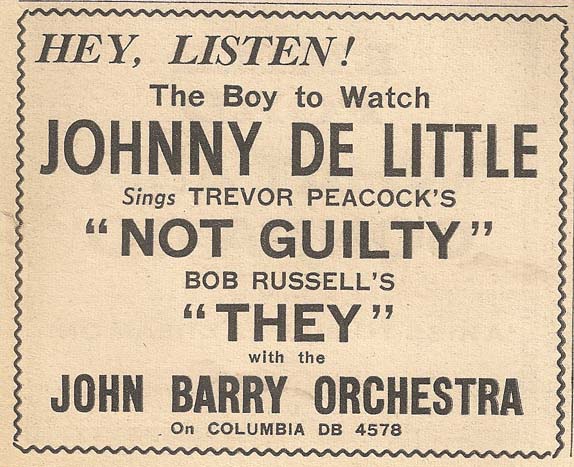 HEY, LISTEN!
The Boy to Watch
JOHNNY DE LITTLE
Sings TREVOR PEACOCK'S
"NOT GUILTY"
BOB RUSSELL'S
"THEY"
with the
JOHN BARRY ORCHESTRA
On COLUMBIA DB 4578